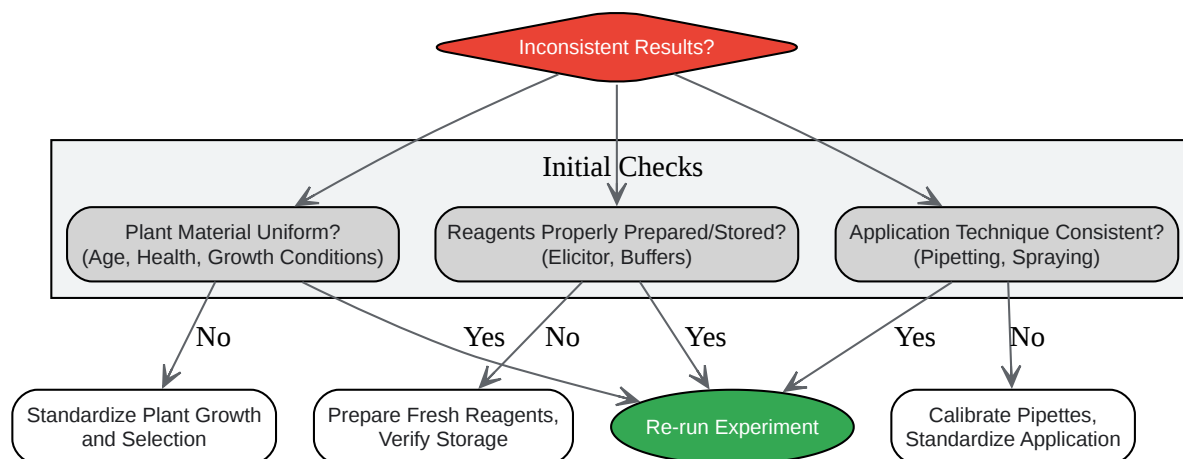 Inconsistent Results?
Initial Checks
Plant Material Uniform?
(Age, Health, Growth Conditions)
Reagents Properly Prepared/Stored?
(Elicitor, Buffers)
Application Technique Consistent?
(Pipetting, Spraying)
No
Yes
No
Yes
Yes
No
Standardize Plant Growth
and Selection
Prepare Fresh Reagents,
Verify Storage
Re-run Experiment
Calibrate Pipettes,
Standardize Application